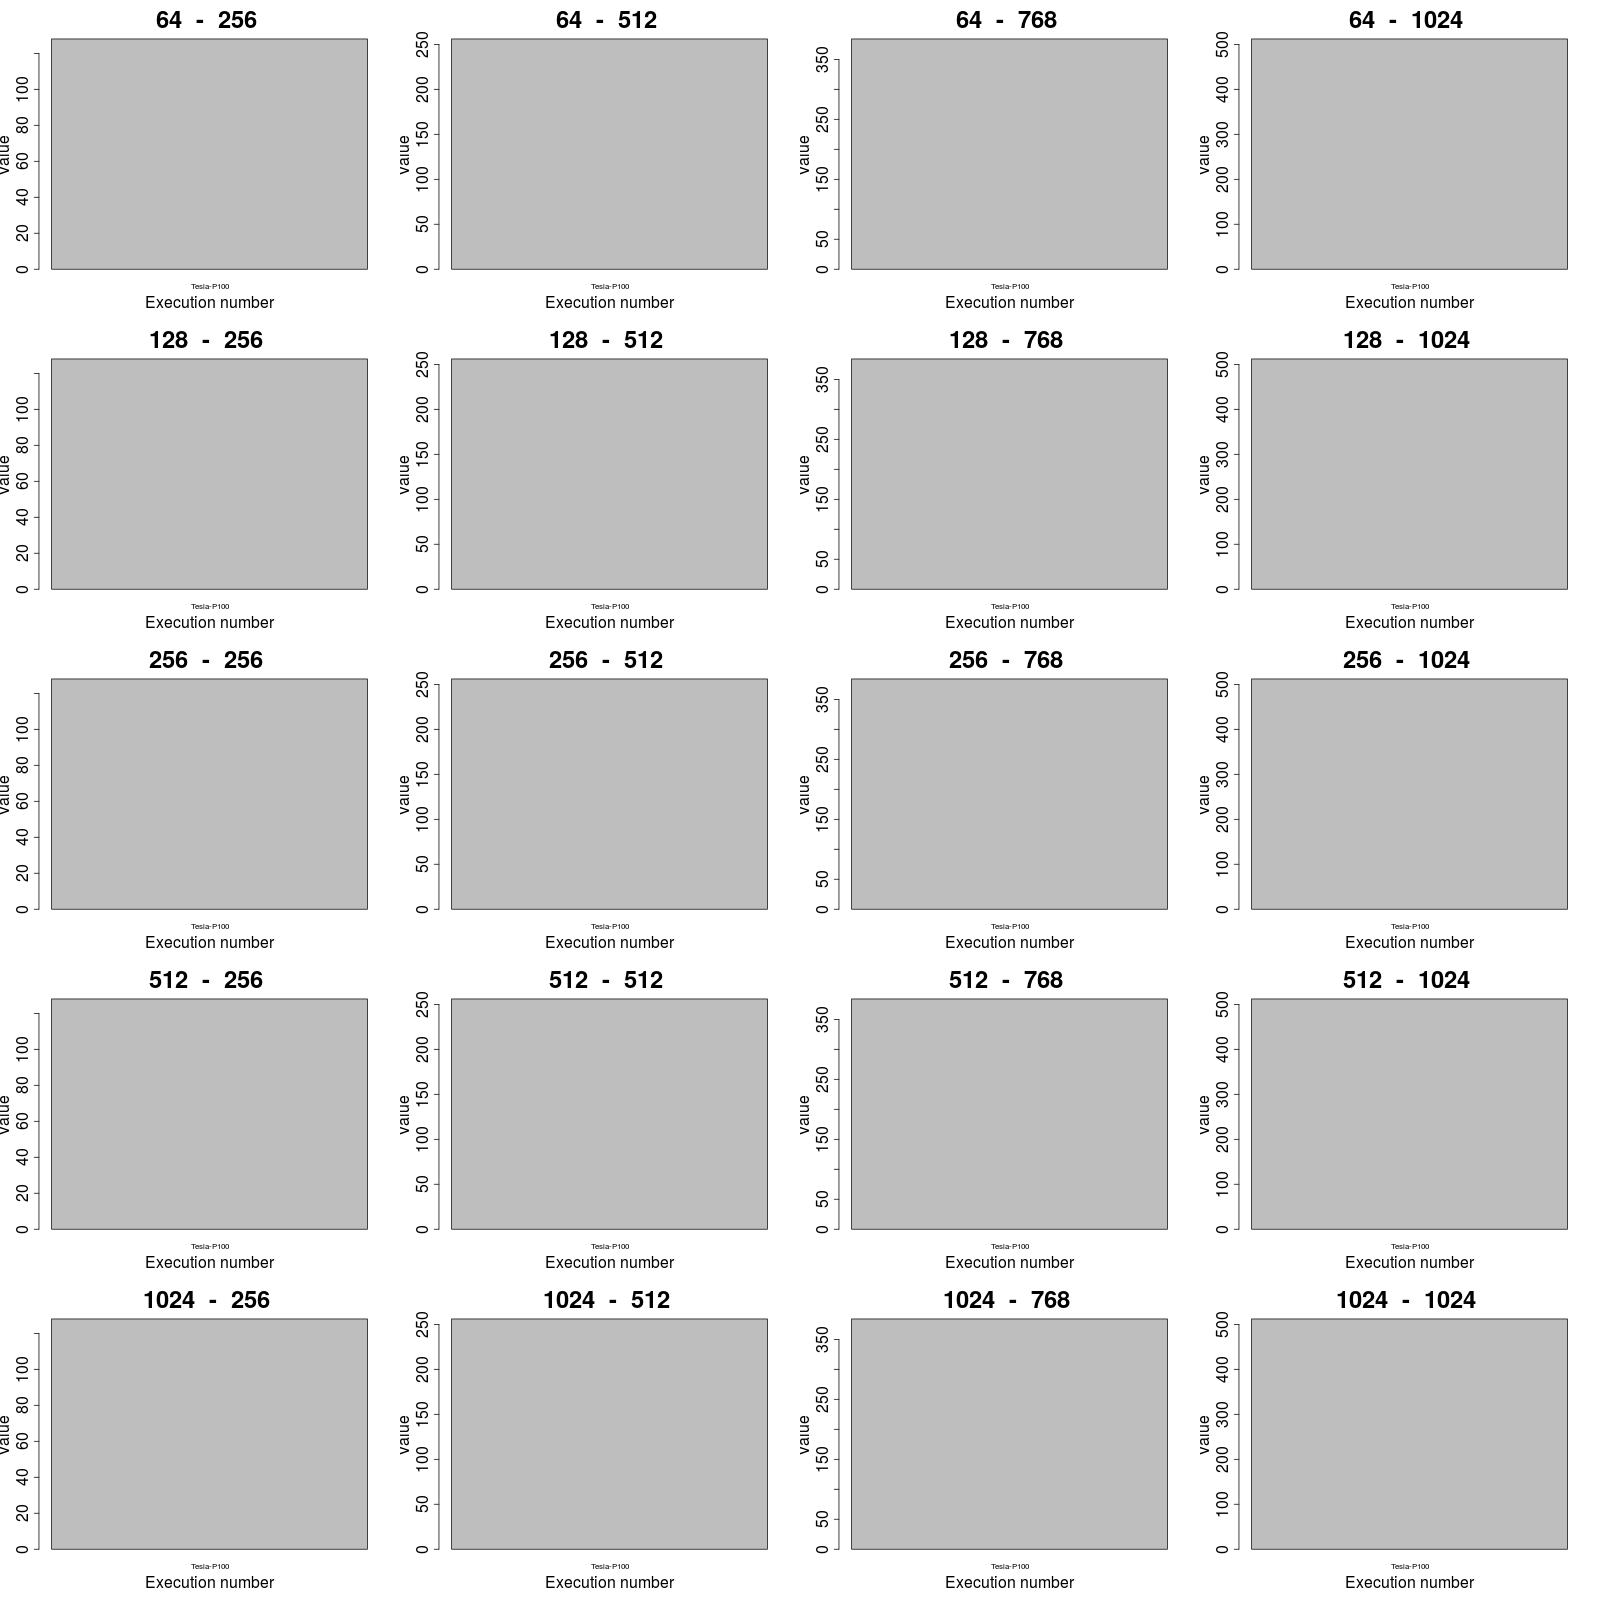 64 - 256
64 - 512
64 - 768
64 - 1024
value
0 20 40 60 80 100
value
0 50 100 150 200 250
value
0 50 150 250 350
value
0 100 200 300 400 500
Tesla-P100
Tesla-P100
Tesla-P100
Tesla-P100
Execution number
Execution number
Execution number
Execution number
128 - 256
128 - 512
128 - 768
128 - 1024
value
0 20 40 60 80 100
value
0 50 100 150 200 250
value
0 50 150 250 350
value
0 100 200 300 400 500
Tesla-P100
Tesla-P100
Tesla-P100
Tesla-P100
Execution number
Execution number
Execution number
Execution number
256 - 256
256 - 512
256 - 768
256 - 1024
value
0 20 40 60 80 100
value
0 50 100 150 200 250
value
0 50 150 250 350
value
0 100 200 300 400 500
Tesla-P100
Tesla-P100
Tesla-P100
Tesla-P100
Execution number
Execution number
Execution number
Execution number
512 - 256
512 - 512
512 - 768
512 - 1024
value
0 20 40 60 80 100
value
0 50 100 150 200 250
value
0 50 150 250 350
value
0 100 200 300 400 500
Tesla-P100
Tesla-P100
Tesla-P100
Tesla-P100
Execution number
Execution number
Execution number
Execution number
1024 - 256
1024 - 512
1024 - 768
1024 - 1024
value
0 20 40 60 80 100
value
0 50 100 150 200 250
value
0 50 150 250 350
value
0 100 200 300 400 500
Tesla-P100
Tesla-P100
Tesla-P100
Tesla-P100
Execution number
Execution number
Execution number
Execution number